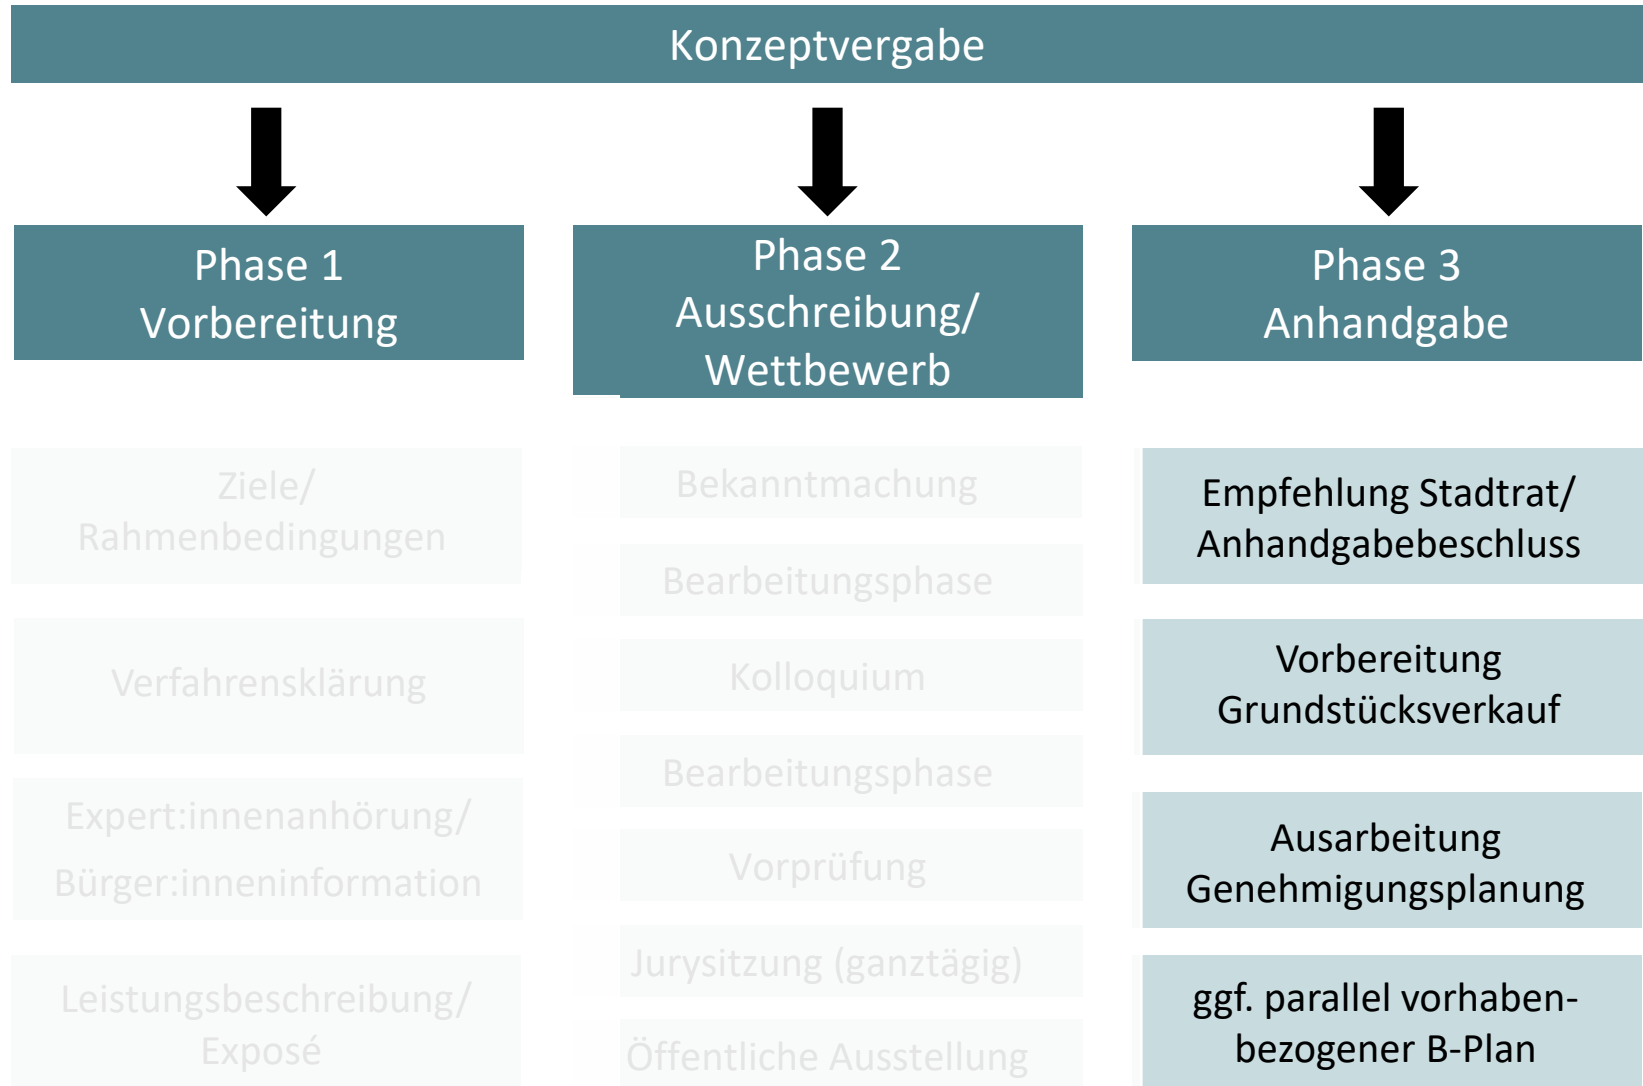 Konzeptvergabe
Phase 1
Vorbereitung
Ziele/
Rahmenbedingungen
Verfahrensklärung
Expert:innenanhörung/
Bürger:inneninformation
Leistungsbeschreibung/
Exposé
Phase 2
Ausschreibung/
Wettbewerb
Bekanntmachung
Bearbeitungsphase
Kolloquium
Bearbeitungsphase
Vorprüfung
Jurysitzung (ganztägig)
Öffentliche Ausstellung
Phase 3
Anhandgabe
Empfehlung Stadtrat/
Anhandgabebeschluss
Vorbereitung
Grundstücksverkauf
Ausarbeitung
Genehmigungsplanung
ggf. parallel vorhaben-
bezogener B-Plan